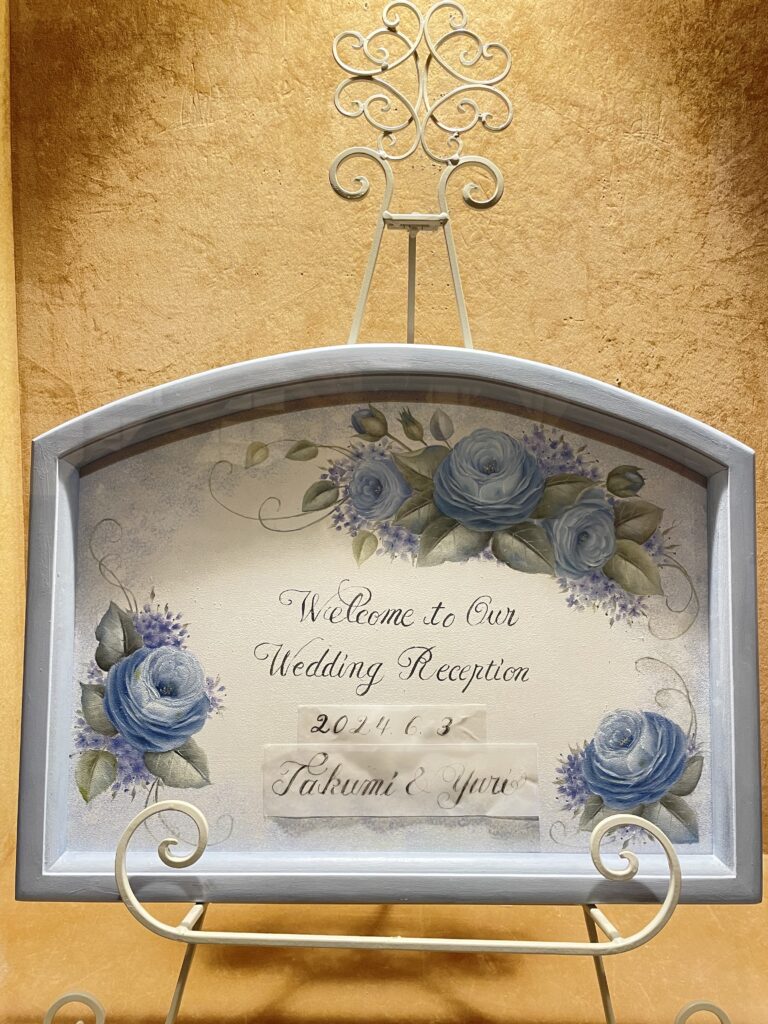 Welcome to Our
Wedding Reception
2024. 6. 3
Takumi & Yuri